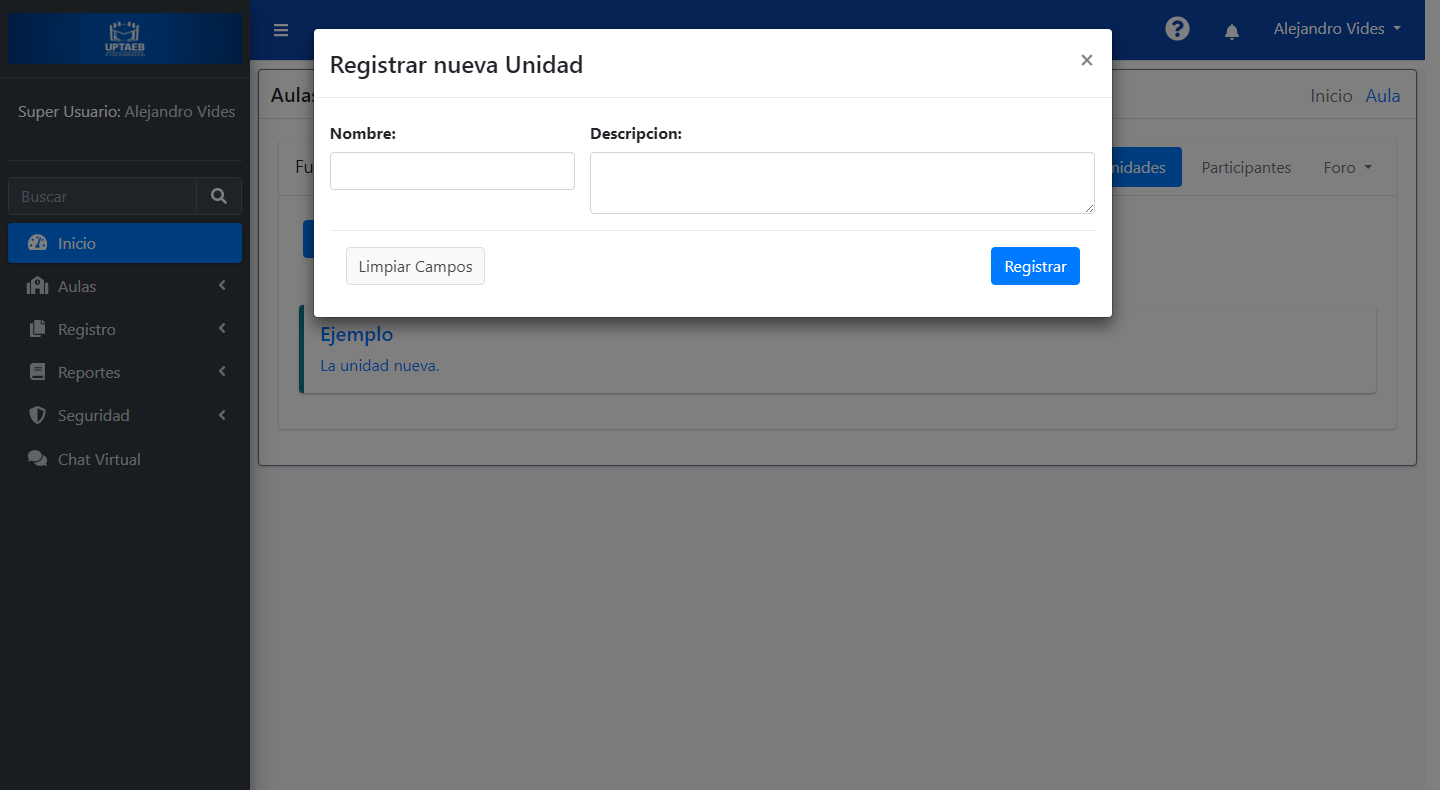 UPTAEB
Alejandro Vides
Super Usuario: Alejandro Vides
Buscar
Inicio
Aulas
Registro
Reportes
Seguridad
Chat Virtual
Registrar nueva Unidad
×
Nombre:
Descripcion:
Limpiar Campos
Registrar
Aulas
Inicio Aula
Fu
nidades Participantes Foro
Ejemplo
La unidad nueva.